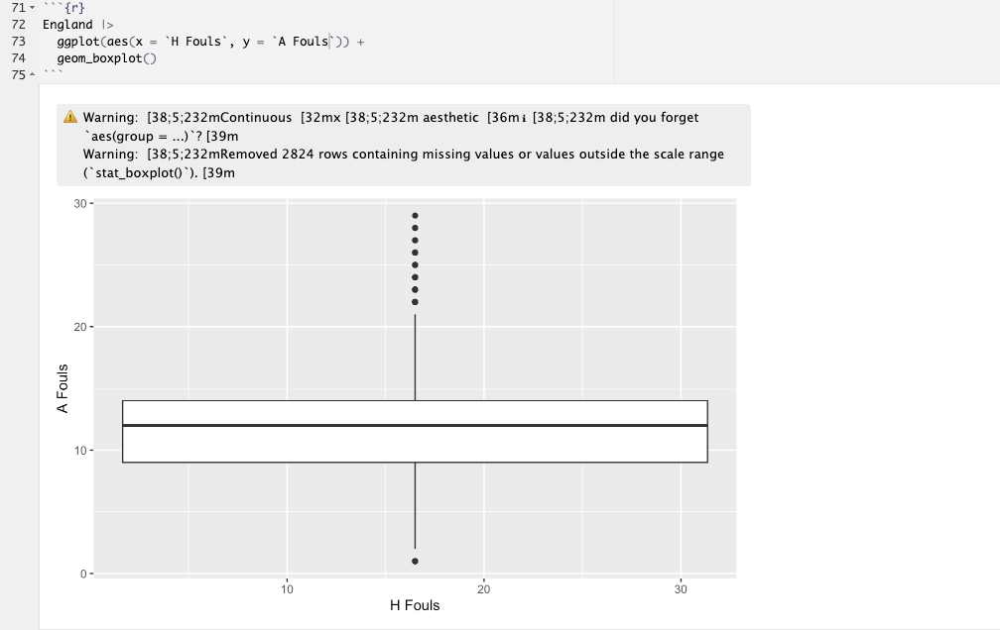 71 ```{r}
72 England |>
73 ggplot(aes(x = `H Fouls`, y = `A Fouls`)) +
74 geom_boxplot()
75 ```
Warning: [38;5;232mContinuous [32mx [38;5;232m aesthetic [36mℹ [38;5;232m did you forget
`aes(group = ...)`? [39m
Warning: [38;5;232mRemoved 2824 rows containing missing values or values outside the scale range
(`stat_boxplot()`). [39m
30
20
A Fouls
10
0
10 20 30
H Fouls